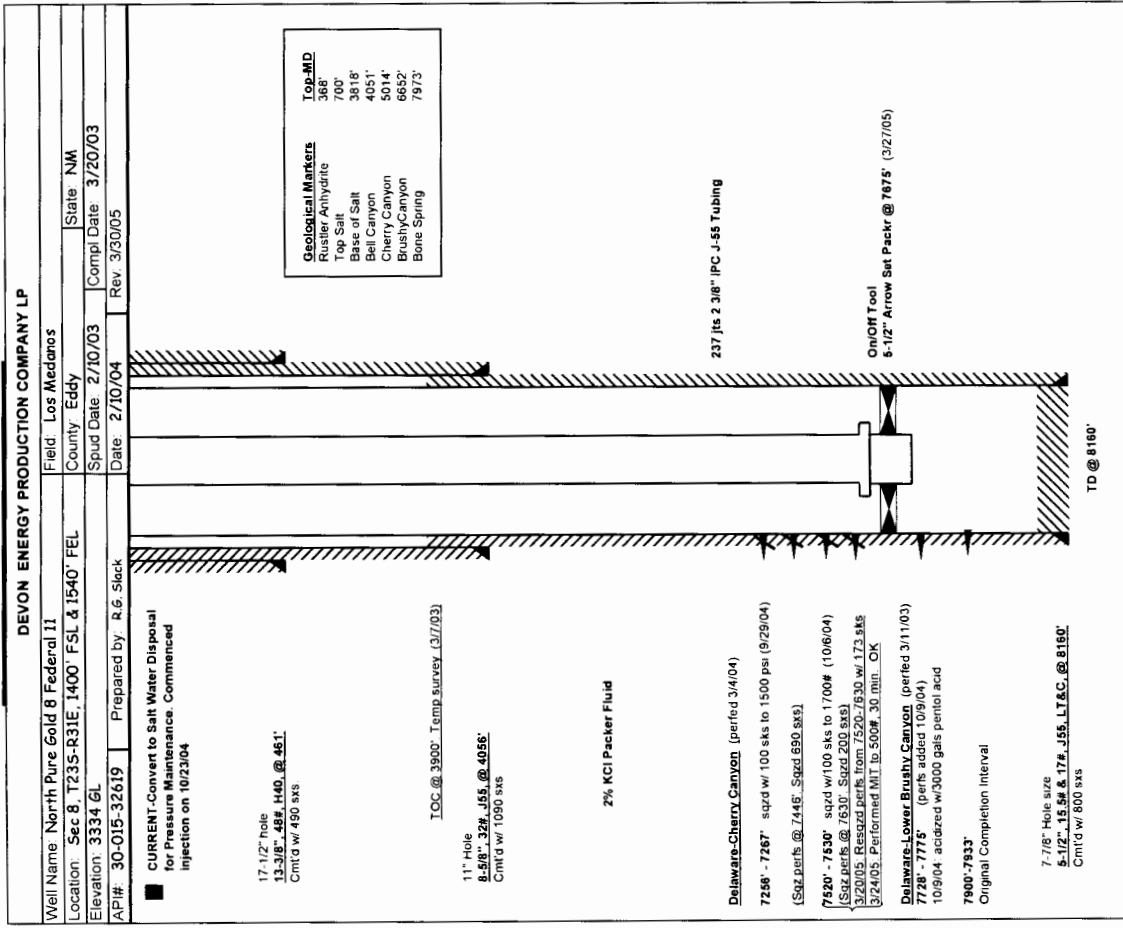 DEVON ENERGY PRODUCTION COMPANY LP
Well Name: North Pure Gold 8 Federal 11
Field: Los Medanos
Location: Sec 8, T23S-R31E, 1400' FSL & 1540' FEL
County: Eddy
State: NM
Elevation: 3334 GL
Spud Date: 2/10/03
Compl Date: 3/20/03
API#: 30-015-32619
Prepared by: R.G. Slack
Date: 2/10/04
Rev: 3/30/05
CURRENT-Convert to Salt Water Disposal
for Pressure Maintenance. Commenced
injection on 10/23/04
17-1/2" hole
13-3/8", 48#, H40, @ 461'
Cmt'd w/ 490 sxs
TOC @ 3900' Temp survey (3/7/03)
11" Hole
8-5/8", 32#, J55, @ 4056'
Cmt'd w/ 1090 sxs
2% KCl Packer Fluid
Delaware-Cherry Canyon (perfed 3/4/04)
7256' - 7267' sqzd w/ 100 sks to 1500 psi (9/29/04)
(Sqz perfs @ 7446' Sqzd 690 sxs)
7520' - 7530' sqzd w/100 sks to 1700# (10/6/04)
(Sqz perfs @ 7630' Sqzd 200 sxs)
3/20/05: Resqzd perfs from 7520-7630 w/ 173 sks
3/24/05: Performed MIT to 500#, 30 min. OK
Delaware-Lower Brushy Canyon (perfed 3/11/03)
7728' - 7775' (perfs added 10/9/04)
10/9/04: acidized w/3000 gals pentol acid
7900'-7933'
Original Completion Interval
7-7/8" Hole size
5-1/2", 15.5# & 17#, J55, LT&C, @ 8160'
Cmt'd w/ 800 sxs
Geological Markers Top-MD
Rustler Anhydrite 368'
Top Salt 700'
Base of Salt 3818'
Bell Canyon 4051'
Cherry Canyon 5014'
BrushyCanyon 6652'
Bone Spring 7973'
237 jts 2 3/8" IPC J-55 Tubing
On/Off Tool
5-1/2" Arrow Set Packr @ 7675' (3/27/05)
TD @ 8160'